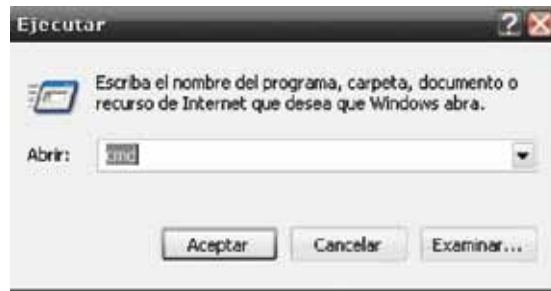 Ejecutar
Escriba el nombre del programa, carpeta, documento o
recurso de Internet que desea que Windows abra.
Abrir: cmd
Aceptar Cancelar Examinar...